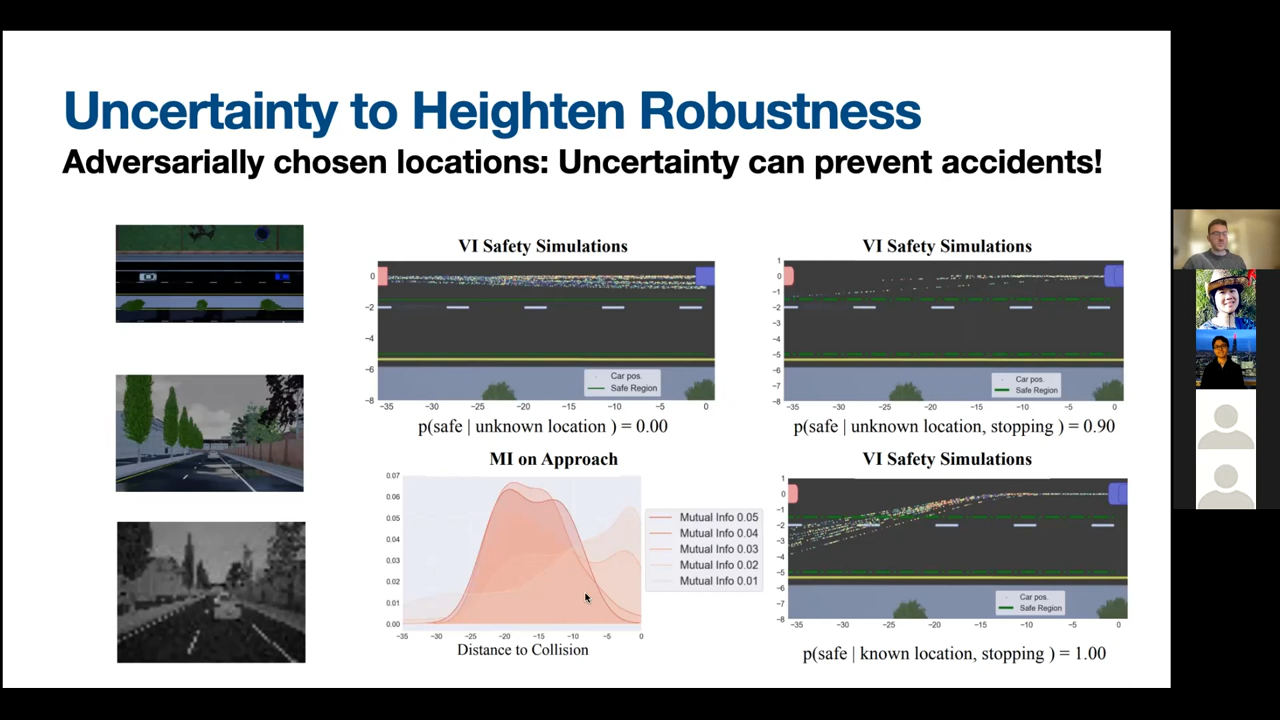 Uncertainty to Heighten Robustness
Adversarially chosen locations: Uncertainty can prevent accidents!
VI Safety Simulations
0
−2
−4
−6
−8
Car pos.
Safe Region
−35 −30 −25 −20 −15 −10 −5 0
p(safe | unknown location ) = 0.00
VI Safety Simulations
1
0
−1
−2
−3
−4
−5
−6
−7
−8
Car pos.
Safe Region
−35 −30 −25 −20 −15 −10 −5 0
p(safe | unknown location, stopping ) = 0.90
MI on Approach
0.07
0.06
0.05
0.04
0.03
0.02
0.01
0.00
−35 −30 −25 −20 −15 −10 −5 0
Distance to Collision
Mutual Info 0.05
Mutual Info 0.04
Mutual Info 0.03
Mutual Info 0.02
Mutual Info 0.01
VI Safety Simulations
1
0
−1
−2
−3
−4
−5
−6
−7
−8
Car pos.
Safe Region
−35 −30 −25 −20 −15 −10 −5 0
p(safe | known location, stopping ) = 1.00